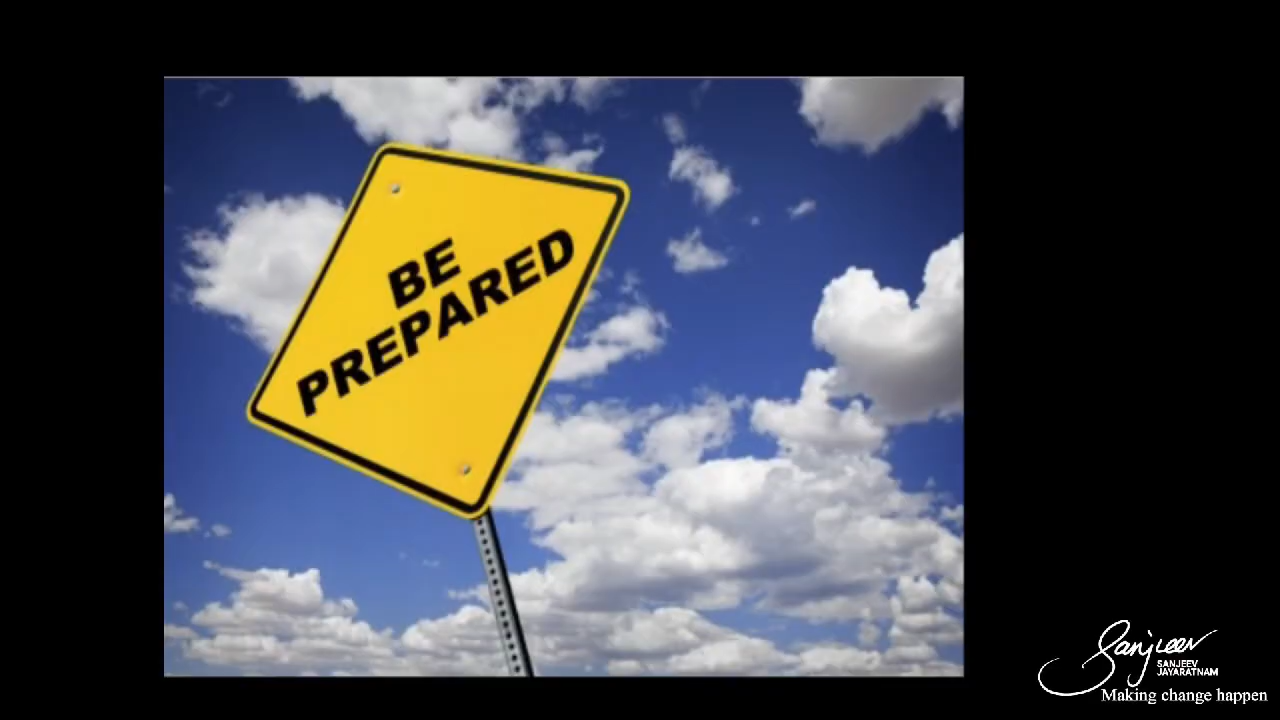 BE
PREPARED
Sanjeev
SANJEEV
JAYARATNAM
Making change happen